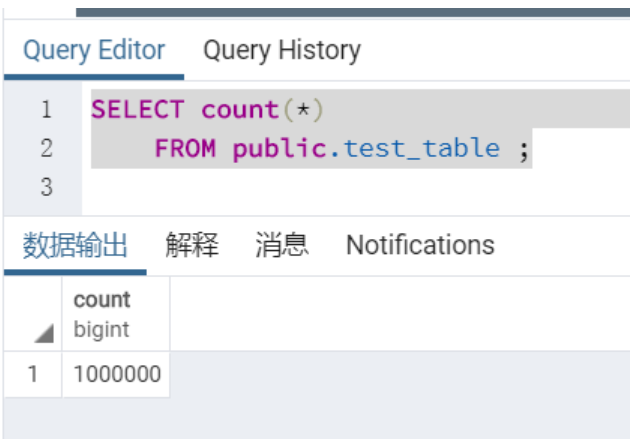 Query Editor Query History
1 SELECT count(*)
2 FROM public.test_table ;
3
数据输出 解释 消息 Notifications
count
bigint
1 1000000